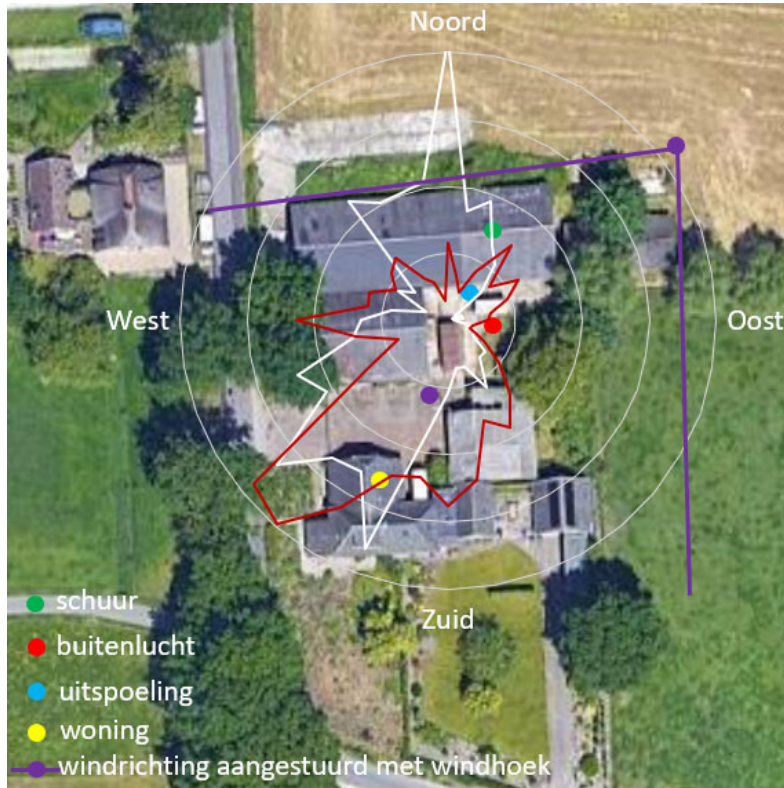 Noord
West
Oost
Zuid
schuur
buitenlucht
uitspoeling
woning
windrichting aangestuurd met windhoek